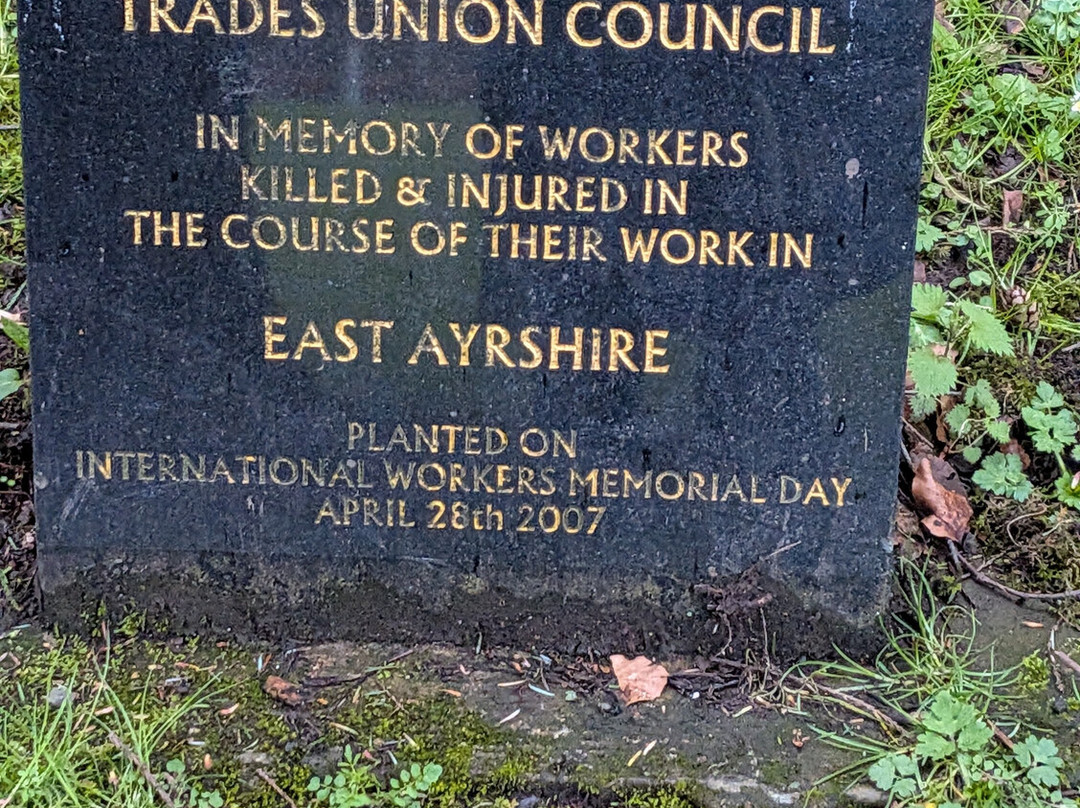 TRADES UNION COUNCIL
IN MEMORY OF WORKERS
KILLED & INJURED IN
THE COURSE OF THEIR WORK IN
EAST AYRSHIRE
PLANTED ON
INTERNATIONAL WORKERS MEMORIAL DAY
APRIL 28th 2007